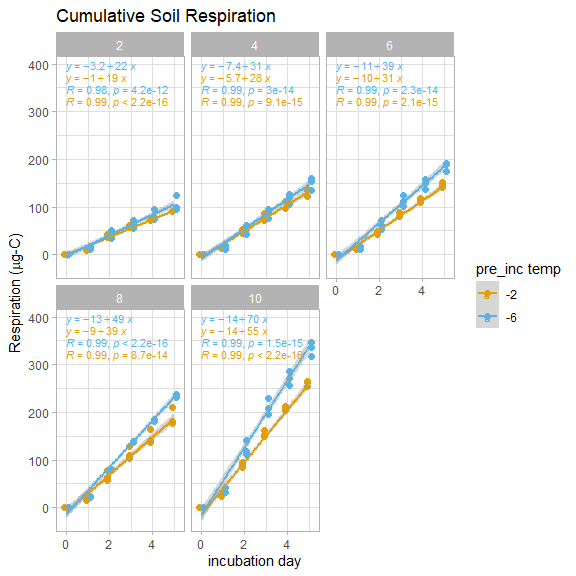 Cumulative Soil Respiration
2
4
6
y = −3.2 + 22 x
y = −1 + 19 x
R = 0.98, p = 4.2e-12
R = 0.99, p < 2.2e-16
y = −7.4 + 31 x
y = −5.7 + 28 x
R = 0.99, p = 3e-14
R = 0.99, p = 9.1e-15
y = −11 + 39 x
y = −10 + 31 x
R = 0.99, p = 2.3e-14
R = 0.99, p = 2.1e-15
400
300
200
100
0
0
2
4
8
10
y = −13 + 49 x
y = −9 + 39 x
R = 0.99, p < 2.2e-16
R = 0.99, p = 8.7e-14
y = −14 + 70 x
y = −14 + 55 x
R = 0.99, p = 1.5e-15
R = 0.99, p < 2.2e-16
400
300
200
100
0
0
2
4
0
2
4
incubation day
Respiration (μg-C)
pre_inc temp
-2
-6